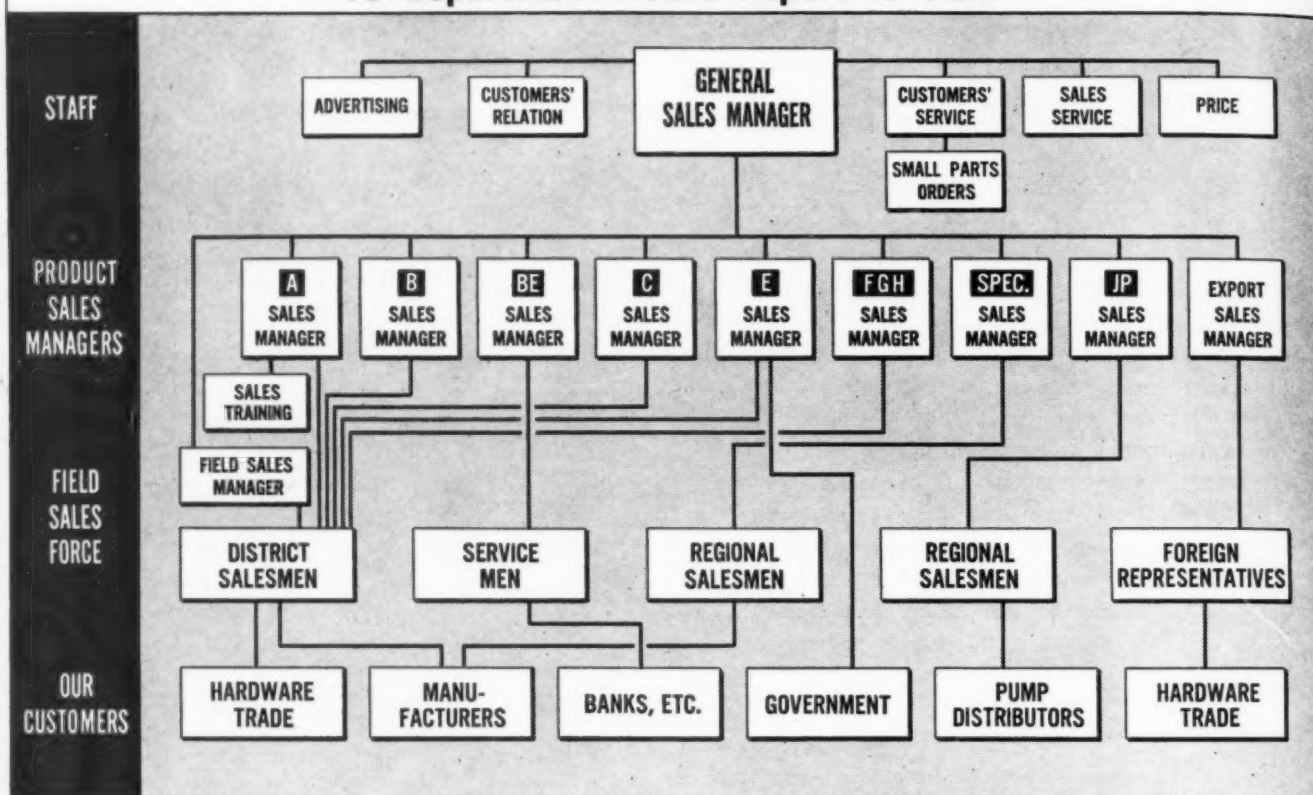 Department
STAFF
ADVERTISING
CUSTOMERS'
RELATION
GENERAL
SALES MANAGER
CUSTOMERS'
SERVICE
SALES
SERVICE
PRICE
SMALL PARTS
ORDERS
PRODUCT
SALES
MANAGERS
A
SALES
MANAGER
B
SALES
MANAGER
BE
SALES
MANAGER
C
SALES
MANAGER
E
SALES
MANAGER
F G H
SALES
MANAGER
SPEC.
SALES
MANAGER
JP
SALES
MANAGER
EXPORT
SALES
MANAGER
SALES
TRAINING
FIELD SALES
MANAGER
FIELD
SALES
FORCE
DISTRICT
SALESMEN
SERVICE
MEN
REGIONAL
SALESMEN
REGIONAL
SALESMEN
FOREIGN
REPRESENTATIVES
OUR
CUSTOMERS
HARDWARE
TRADE
MANU-
FACTURERS
BANKS, ETC.
GOVERNMENT
PUMP
DISTRIBUTORS
HARDWARE
TRADE